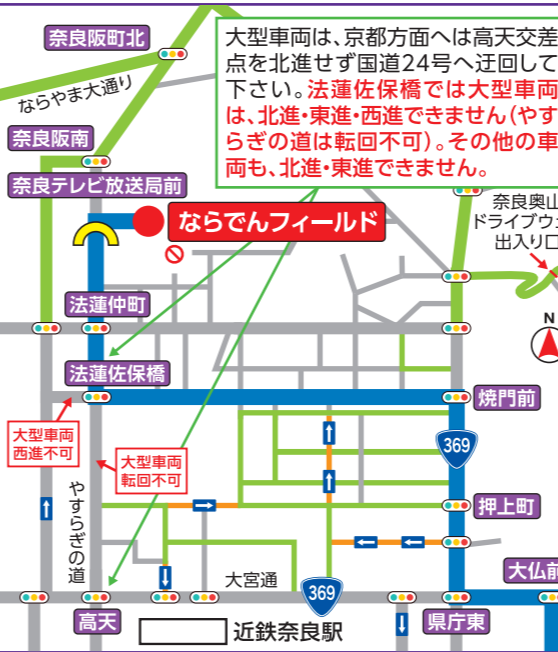 奈良阪町北
ならやま大通り
大型車両は、京都方面へは高天交差
点を北進せず国道24号へ迂回して
下さい。法蓮佐保橋では大型車両
は、北進・東進・西進できません(やす
らぎの道は転回不可)。その他の車
両も、北進・東進できません。
奈良阪南
奈良テレビ放送局前
ならでんフィールド
奈良奥山
ドライブウェ
出入り口
法蓮仲町
N
法蓮佐保橋
焼門前
大型車両
西進不可
大型車両
転回不可
369
やすらぎの道
押上町
大宮通
大仏前
369
高天
近鉄奈良駅
県庁東